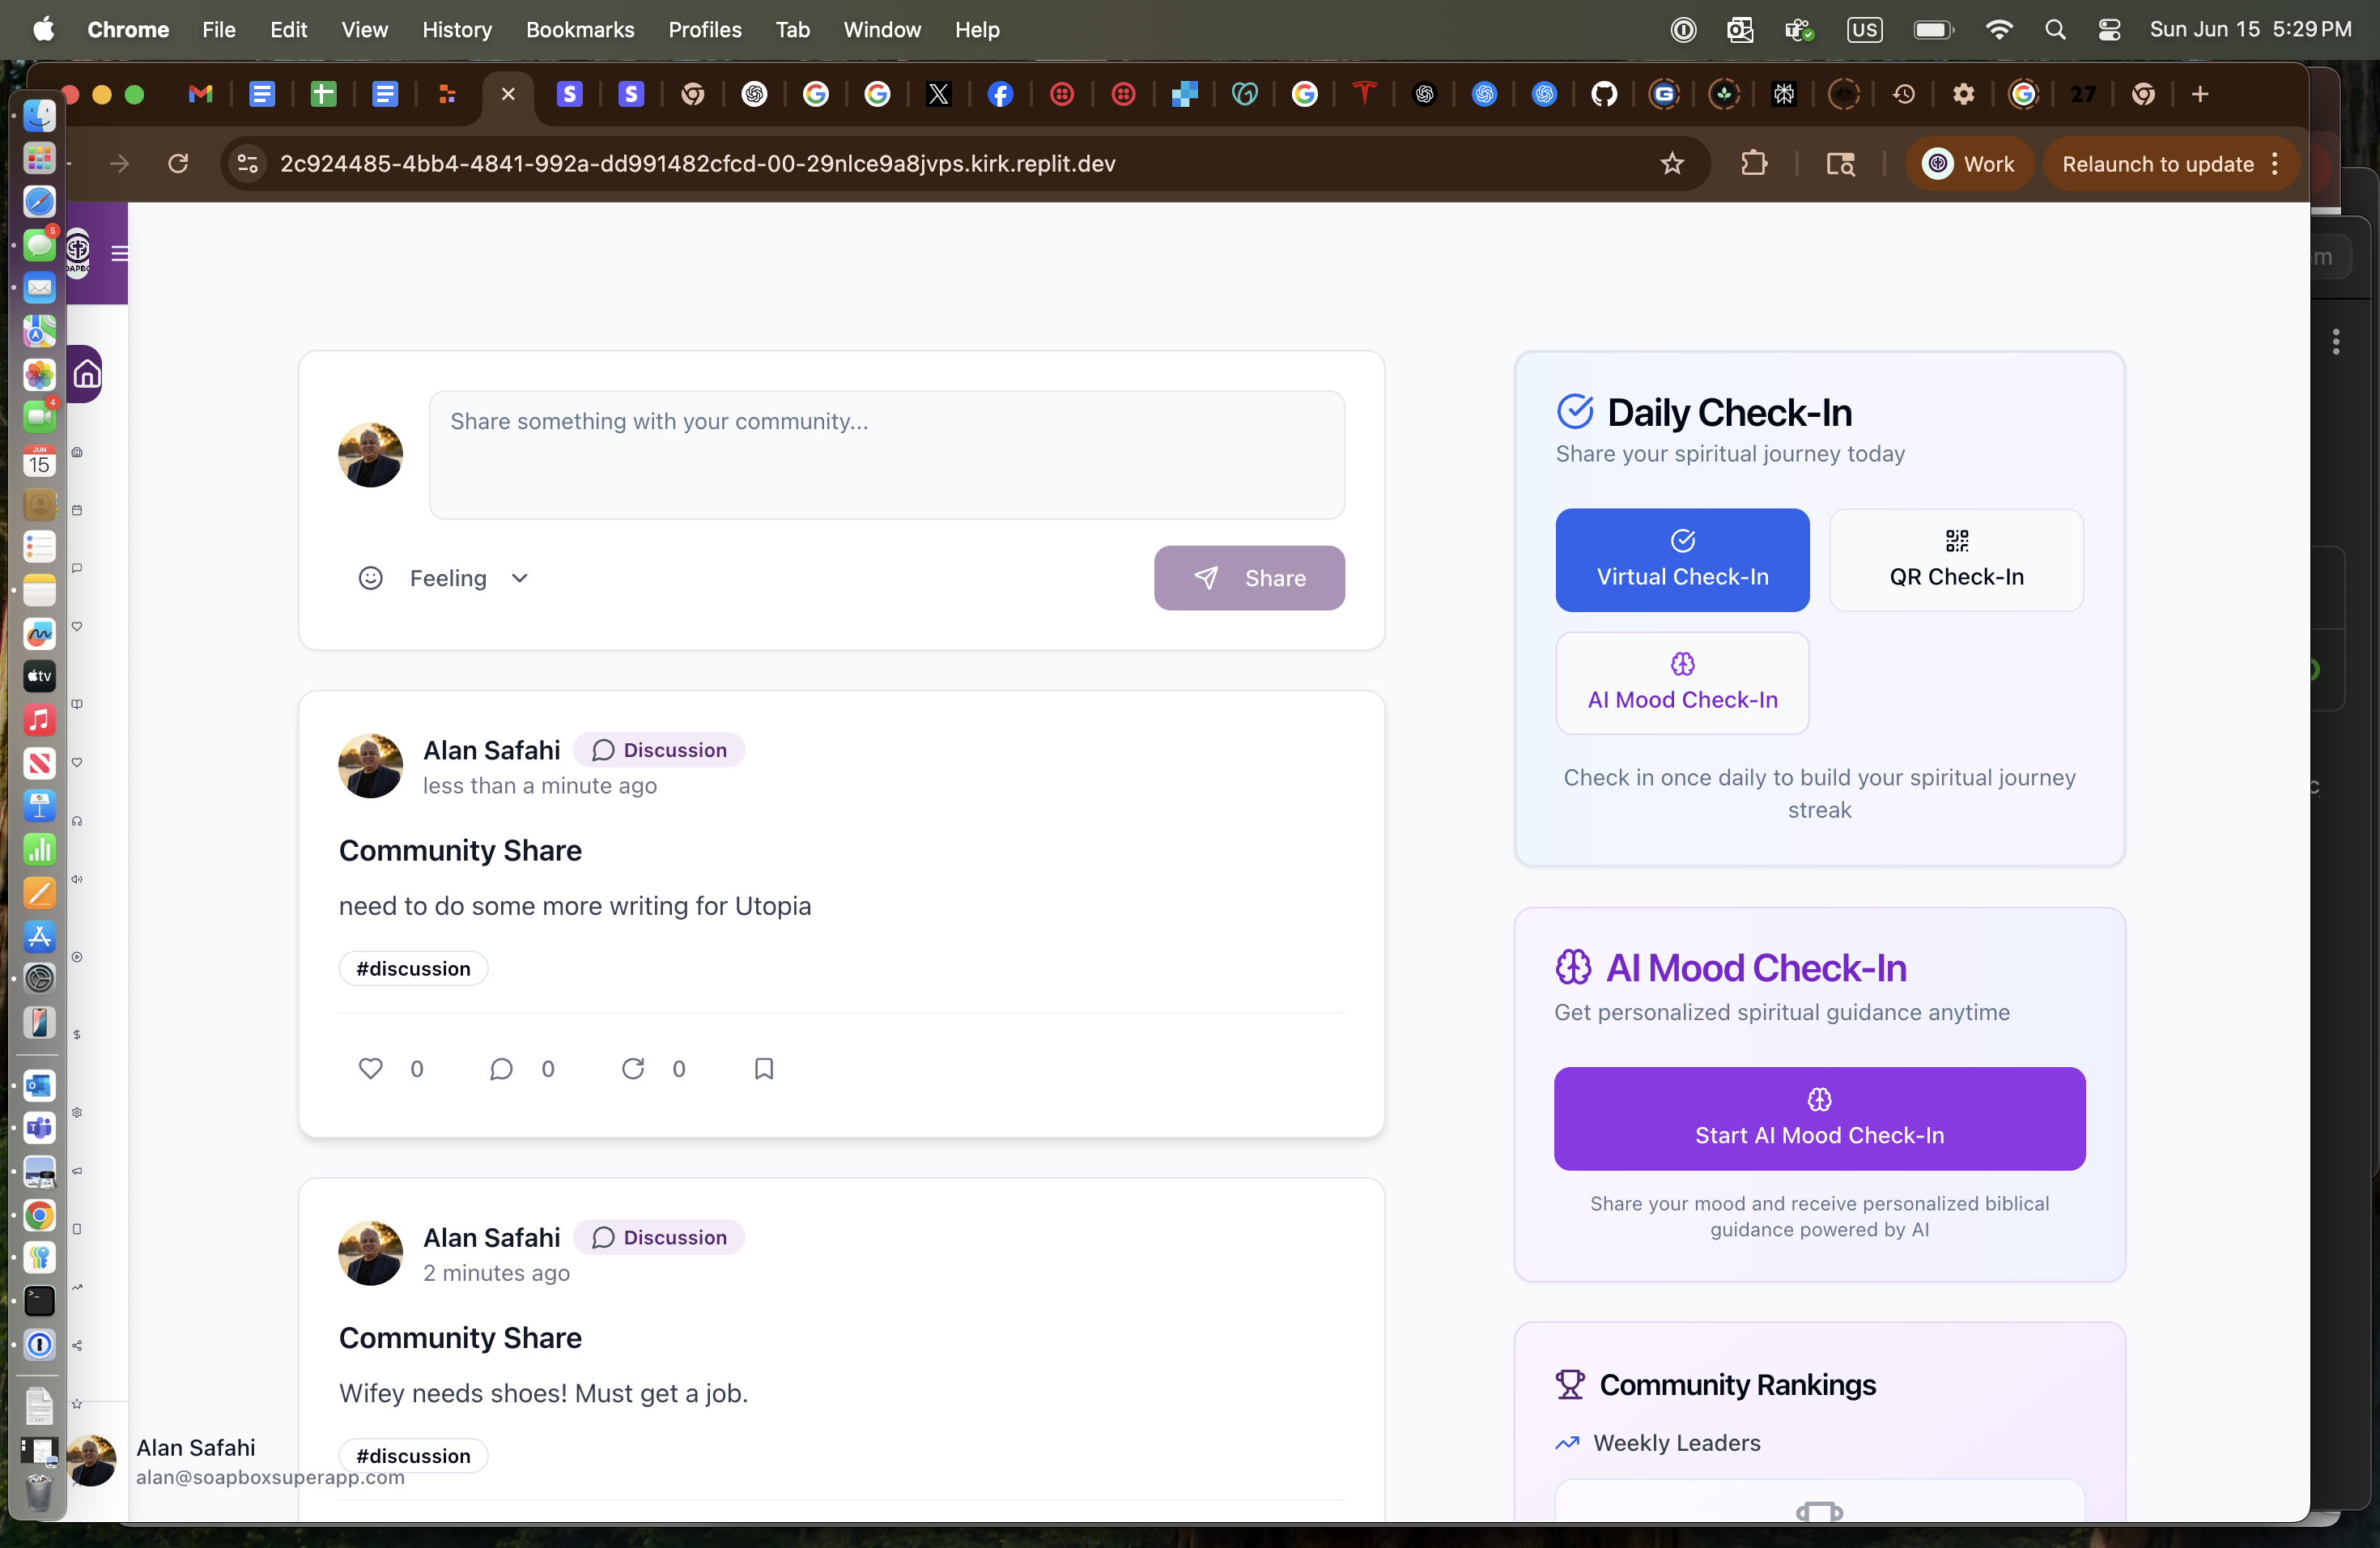 Chrome File Edit View History Bookmarks Profiles Tab Window Help US Sun Jun 15 5:29 PM
27
2c924485-4bb4-4841-992a-dd991482cfcd-00-29nlce9a8jvps.kirk.replit.dev Work Relaunch to update
5
4
JUN
15
tv
Share something with your community...
Feeling Share
Alan Safahi Discussion
less than a minute ago
Community Share
need to do some more writing for Utopia
#discussion
0 0 0
Alan Safahi Discussion
2 minutes ago
Community Share
Wifey needs shoes! Must get a job.
#discussion
Alan Safahi
alan@soapboxsuperapp.com
Daily Check-In
Share your spiritual journey today
Virtual Check-In QR Check-In
AI Mood Check-In
Check in once daily to build your spiritual journey
streak
AI Mood Check-In
Get personalized spiritual guidance anytime
Start AI Mood Check-In
Share your mood and receive personalized biblical
guidance powered by AI
Community Rankings
Weekly Leaders